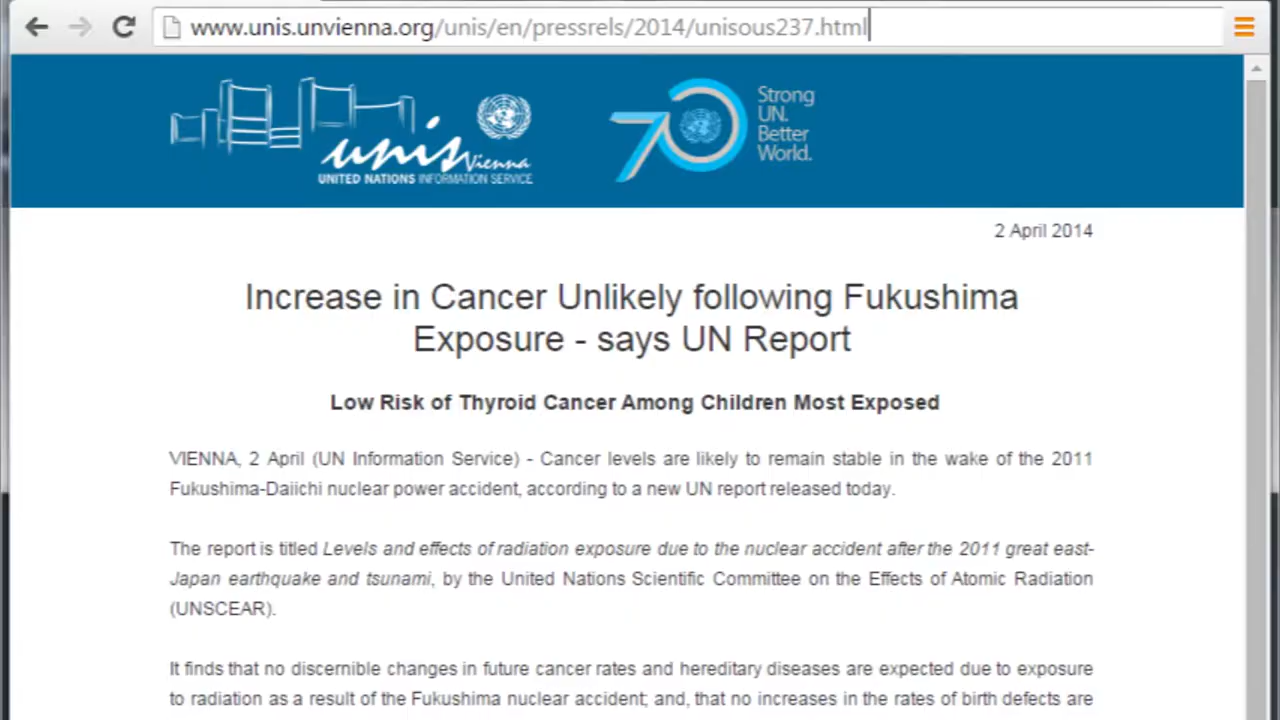 www.unis.unvienna.org/unis/en/pressrels/2014/unisous237.html
unis Vienna
UNITED NATIONS INFORMATION SERVICE
70
Strong
UN.
Better
World.
2 April 2014
Increase in Cancer Unlikely following Fukushima
Exposure - says UN Report
Low Risk of Thyroid Cancer Among Children Most Exposed
VIENNA, 2 April (UN Information Service) - Cancer levels are likely to remain stable in the wake of the 2011
Fukushima-Daiichi nuclear power accident, according to a new UN report released today.
The report is titled Levels and effects of radiation exposure due to the nuclear accident after the 2011 great east-
Japan earthquake and tsunami, by the United Nations Scientific Committee on the Effects of Atomic Radiation
(UNSCEAR).
It finds that no discernible changes in future cancer rates and hereditary diseases are expected due to exposure
to radiation as a result of the Fukushima nuclear accident; and, that no increases in the rates of birth defects are